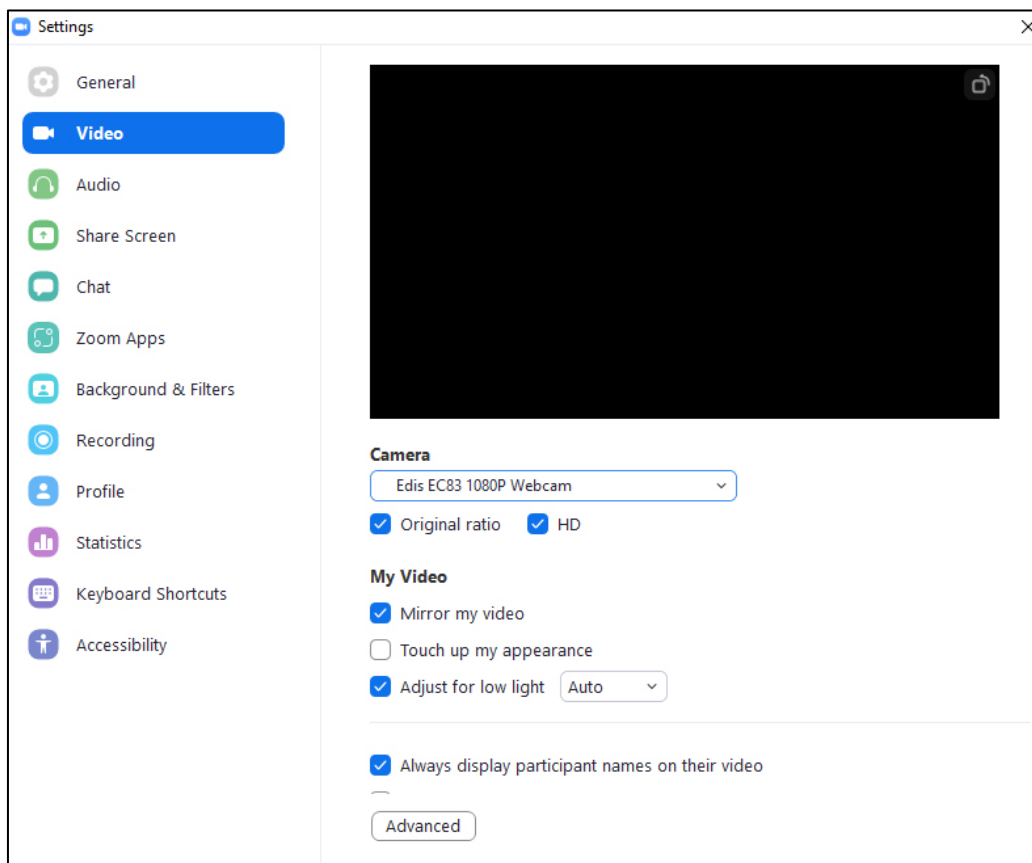 Settings
General
Video
Audio
Share Screen
Chat
Zoom Apps
Background & Filters
Recording
Profile
Statistics
Keyboard Shortcuts
Accessibility
Camera
Edis EC83 1080P Webcam
Original ratio HD
My Video
Mirror my video
Touch up my appearance
Adjust for low light Auto
Always display participant names on their video
Advanced